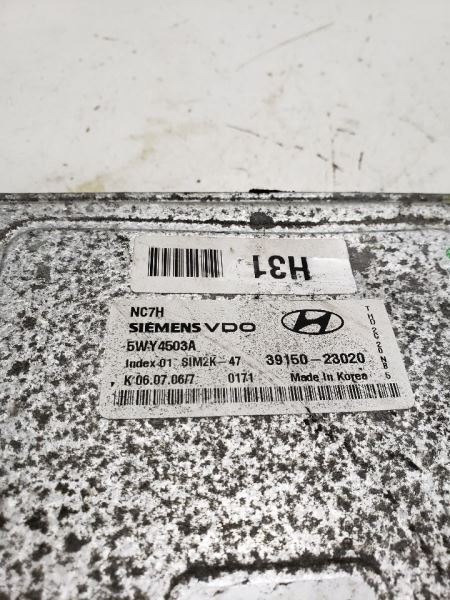 H31
NC7H
SIEMENS VDO
5WY4503A
Index 01 SIM2K-47
39150-23020
K 06.07.06/7 0171 Made in Korea